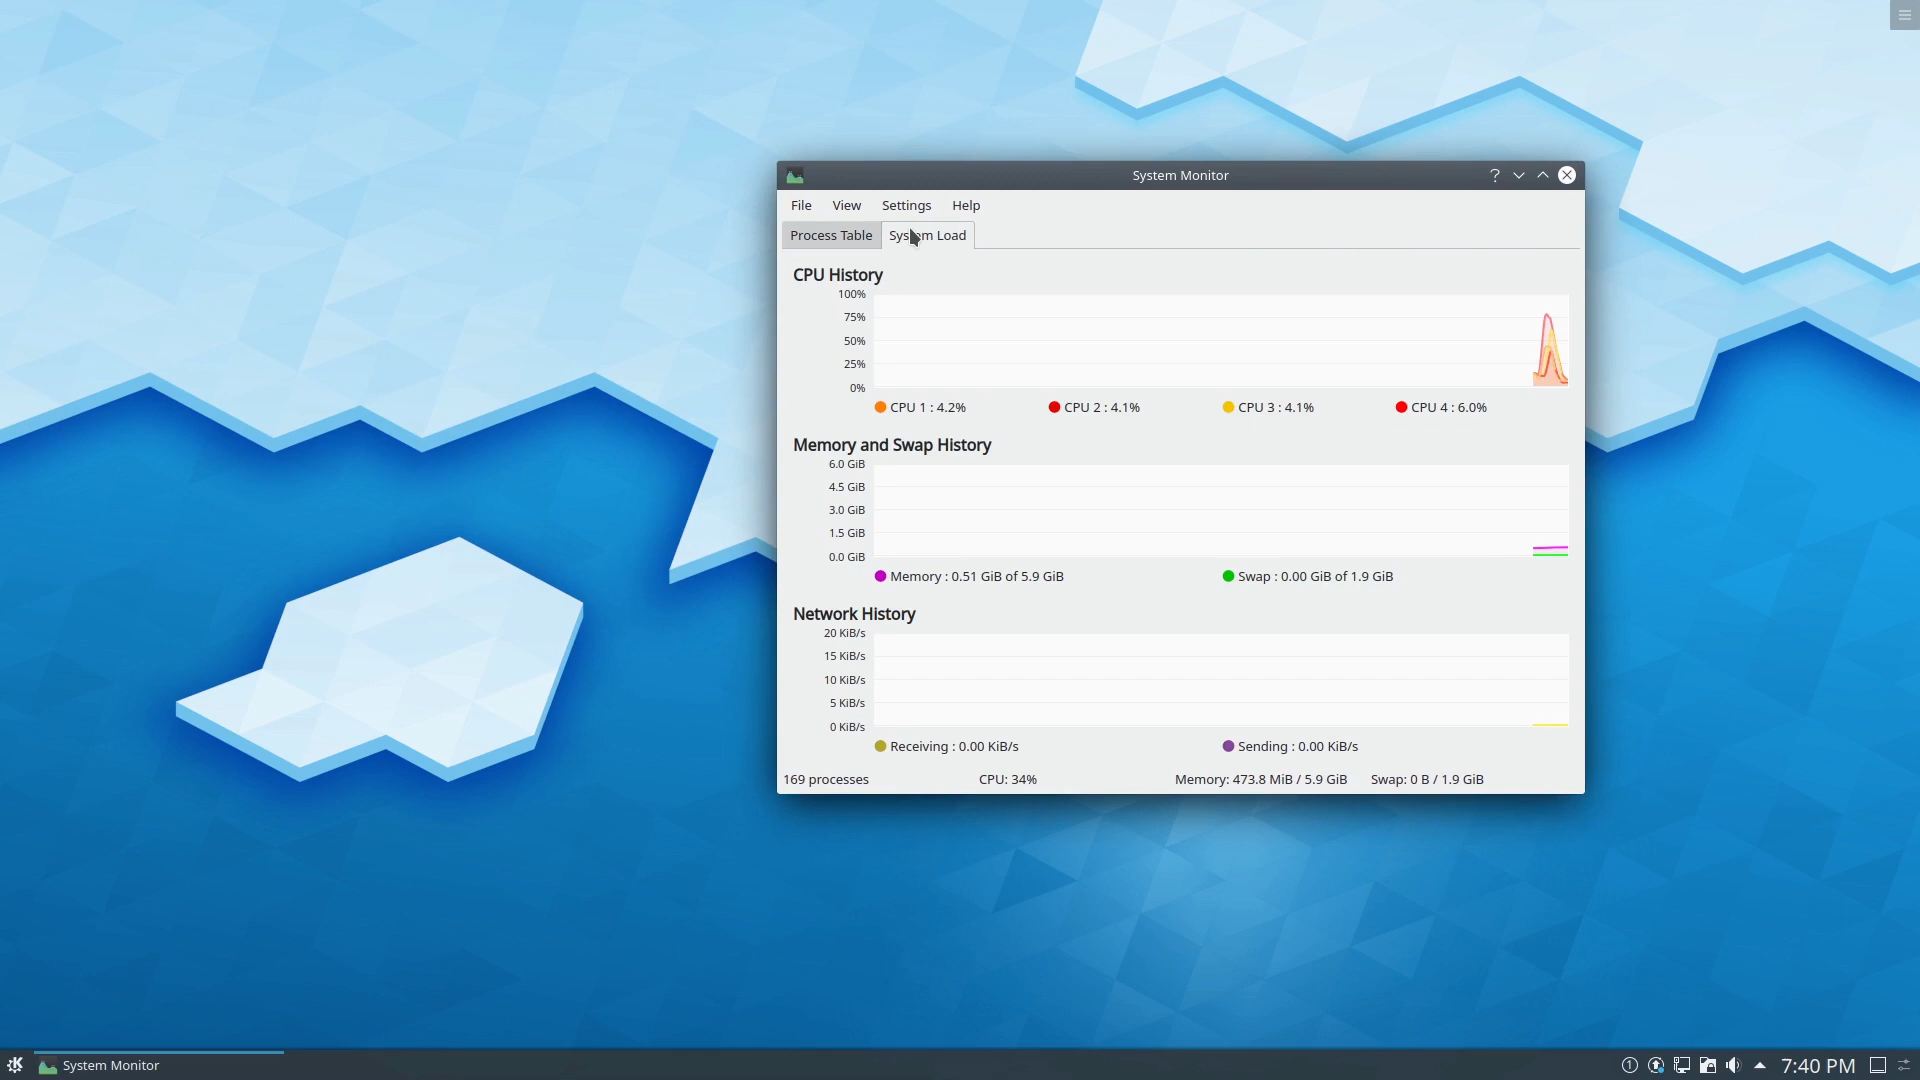 System Monitor
File View Settings Help
Process Table System Load
CPU History
100%
75%
50%
25%
0%
CPU 1 : 4.2% CPU 2 : 4.1% CPU 3 : 4.1% CPU 4 : 6.0%
Memory and Swap History
6.0 GiB
4.5 GiB
3.0 GiB
1.5 GiB
0.0 GiB
Memory : 0.51 GiB of 5.9 GiB Swap : 0.00 GiB of 1.9 GiB
Network History
20 KiB/s
15 KiB/s
10 KiB/s
5 KiB/s
0 KiB/s
Receiving : 0.00 KiB/s Sending : 0.00 KiB/s
169 processes CPU: 34% Memory: 473.8 MiB / 5.9 GiB Swap: 0 B / 1.9 GiB
System Monitor 1 7:40 PM